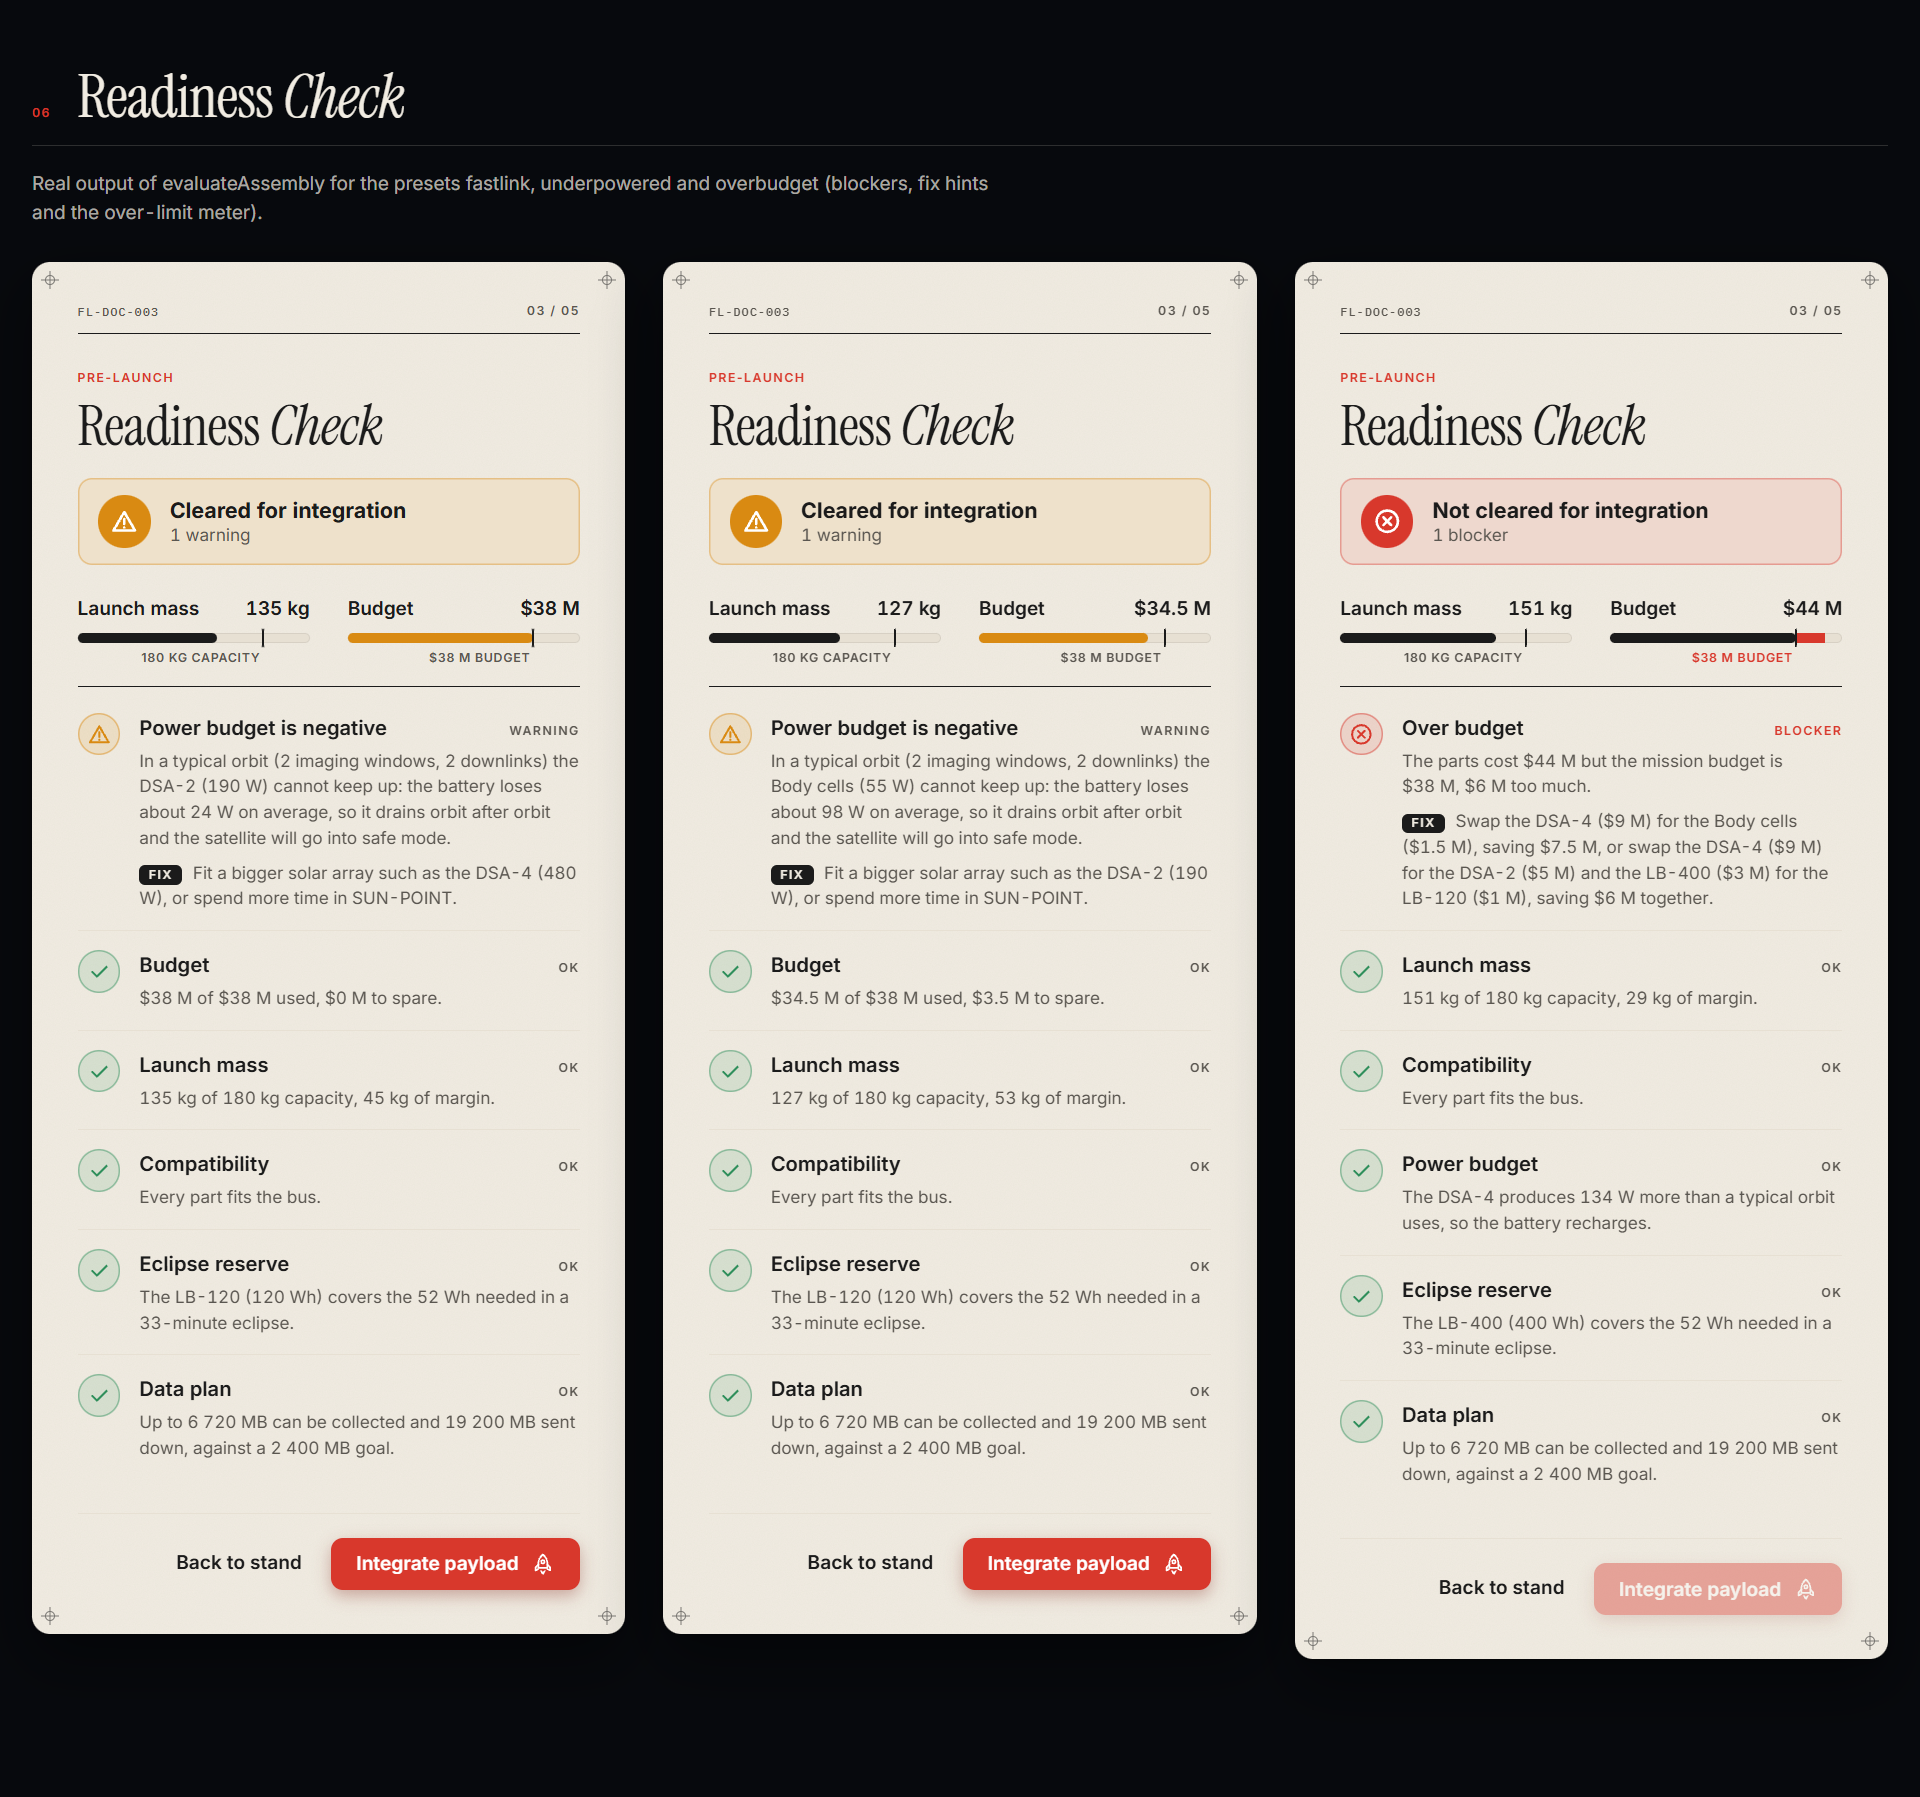 06 Readiness Check
Real output of evaluateAssembly for the presets fastlink, underpowered and overbudget (blockers, fix hints
and the over-limit meter).
FL-DOC-003 03 / 05
PRE-LAUNCH
Readiness Check
Cleared for integration
1 warning
Launch mass 135 kg Budget $38 M
180 KG CAPACITY $38 M BUDGET
Power budget is negative WARNING
In a typical orbit (2 imaging windows, 2 downlinks) the
DSA-2 (190 W) cannot keep up: the battery loses
about 24 W on average, so it drains orbit after orbit
and the satellite will go into safe mode.
FIX Fit a bigger solar array such as the DSA-4 (480
W), or spend more time in SUN-POINT.
Budget OK
$38 M of $38 M used, $0 M to spare.
Launch mass OK
135 kg of 180 kg capacity, 45 kg of margin.
Compatibility OK
Every part fits the bus.
Eclipse reserve OK
The LB-120 (120 Wh) covers the 52 Wh needed in a
33-minute eclipse.
Data plan OK
Up to 6 720 MB can be collected and 19 200 MB sent
down, against a 2 400 MB goal.
Back to stand Integrate payload
FL-DOC-003 03 / 05
PRE-LAUNCH
Readiness Check
Cleared for integration
1 warning
Launch mass 127 kg Budget $34.5 M
180 KG CAPACITY $38 M BUDGET
Power budget is negative WARNING
In a typical orbit (2 imaging windows, 2 downlinks) the
Body cells (55 W) cannot keep up: the battery loses
about 98 W on average, so it drains orbit after orbit
and the satellite will go into safe mode.
FIX Fit a bigger solar array such as the DSA-2 (190
W), or spend more time in SUN-POINT.
Budget OK
$34.5 M of $38 M used, $3.5 M to spare.
Launch mass OK
127 kg of 180 kg capacity, 53 kg of margin.
Compatibility OK
Every part fits the bus.
Eclipse reserve OK
The LB-120 (120 Wh) covers the 52 Wh needed in a
33-minute eclipse.
Data plan OK
Up to 6 720 MB can be collected and 19 200 MB sent
down, against a 2 400 MB goal.
Back to stand Integrate payload
FL-DOC-003 03 / 05
PRE-LAUNCH
Readiness Check
Not cleared for integration
1 blocker
Launch mass 151 kg Budget $44 M
180 KG CAPACITY $38 M BUDGET
Over budget BLOCKER
The parts cost $44 M but the mission budget is
$38 M, $6 M too much.
FIX Swap the DSA-4 ($9 M) for the Body cells
($1.5 M), saving $7.5 M, or swap the DSA-4 ($9 M)
for the DSA-2 ($5 M) and the LB-400 ($3 M) for the
LB-120 ($1 M), saving $6 M together.
Launch mass OK
151 kg of 180 kg capacity, 29 kg of margin.
Compatibility OK
Every part fits the bus.
Power budget OK
The DSA-4 produces 134 W more than a typical orbit
uses, so the battery recharges.
Eclipse reserve OK
The LB-400 (400 Wh) covers the 52 Wh needed in a
33-minute eclipse.
Data plan OK
Up to 6 720 MB can be collected and 19 200 MB sent
down, against a 2 400 MB goal.
Back to stand Integrate payload